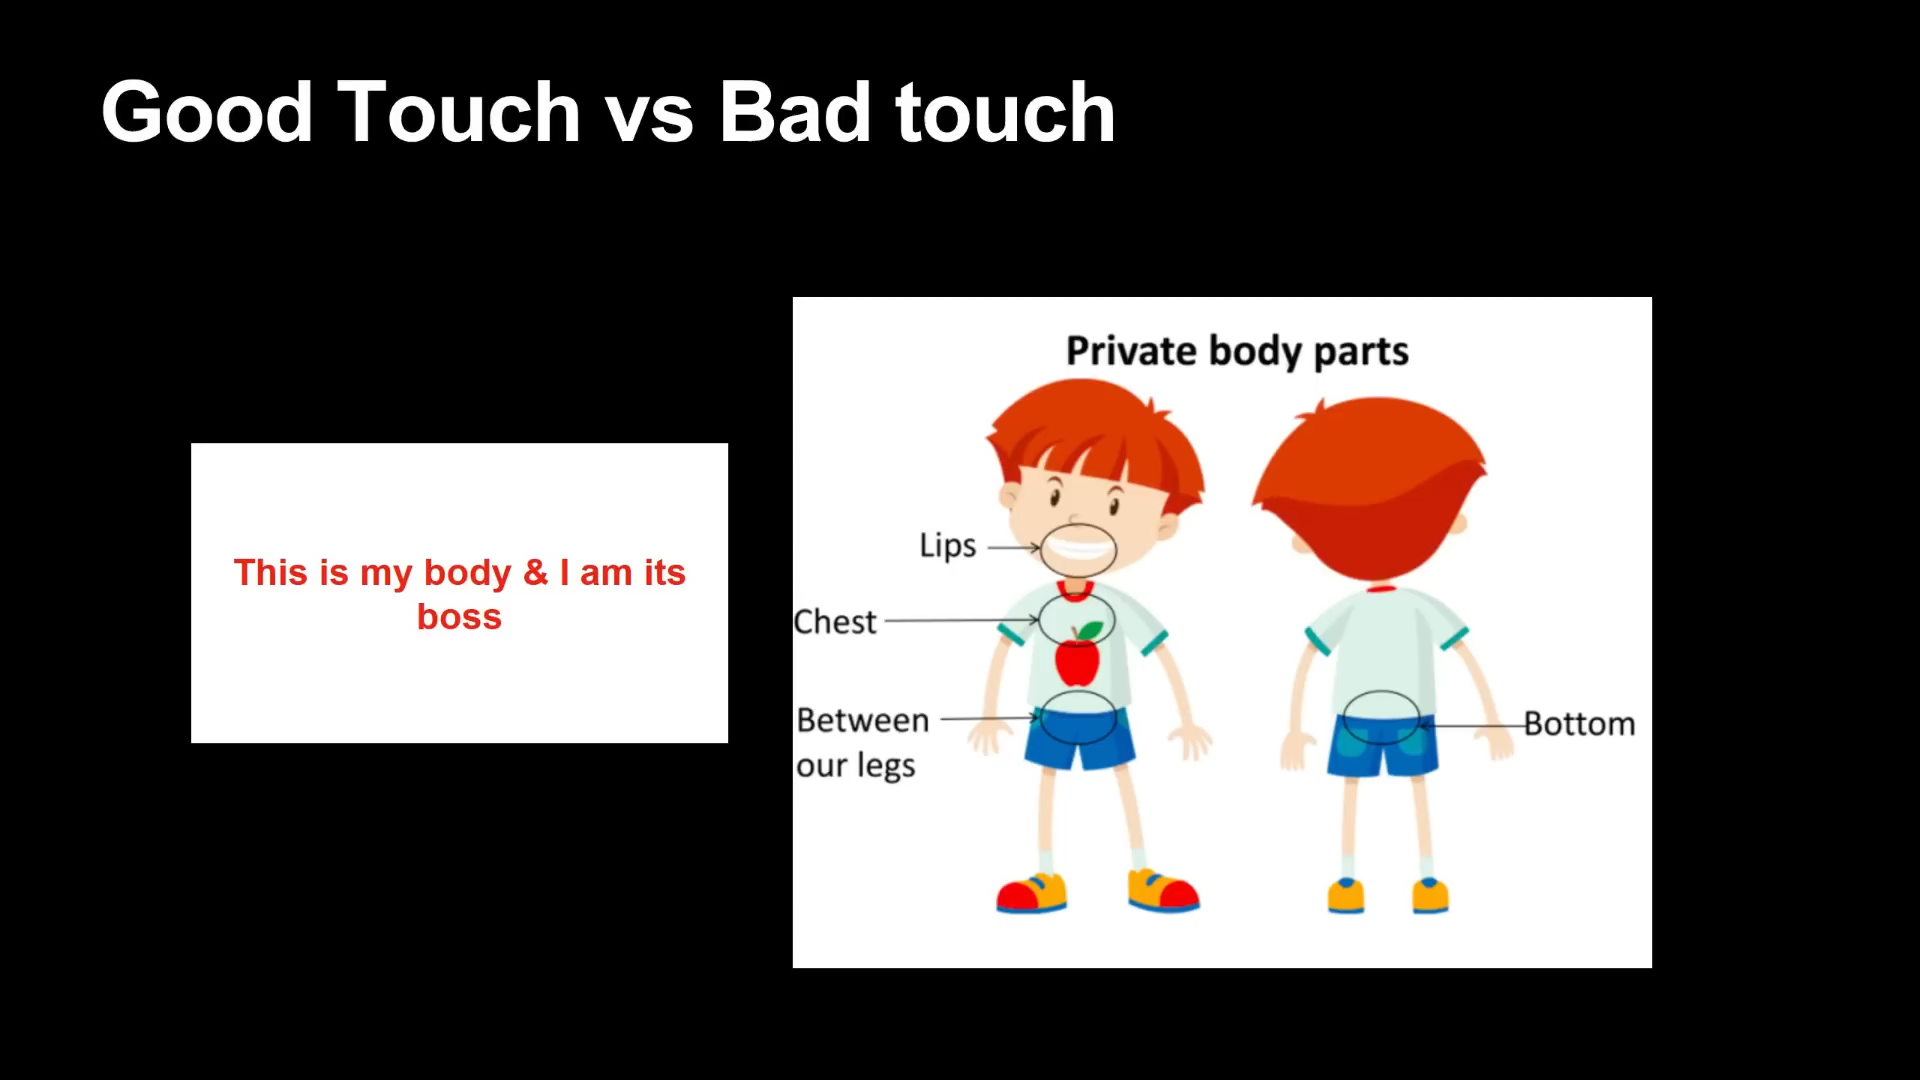 Good Touch vs Bad touch
This is my body & I am its
boss
Private body parts
Lips
Chest
Between
our legs
Bottom